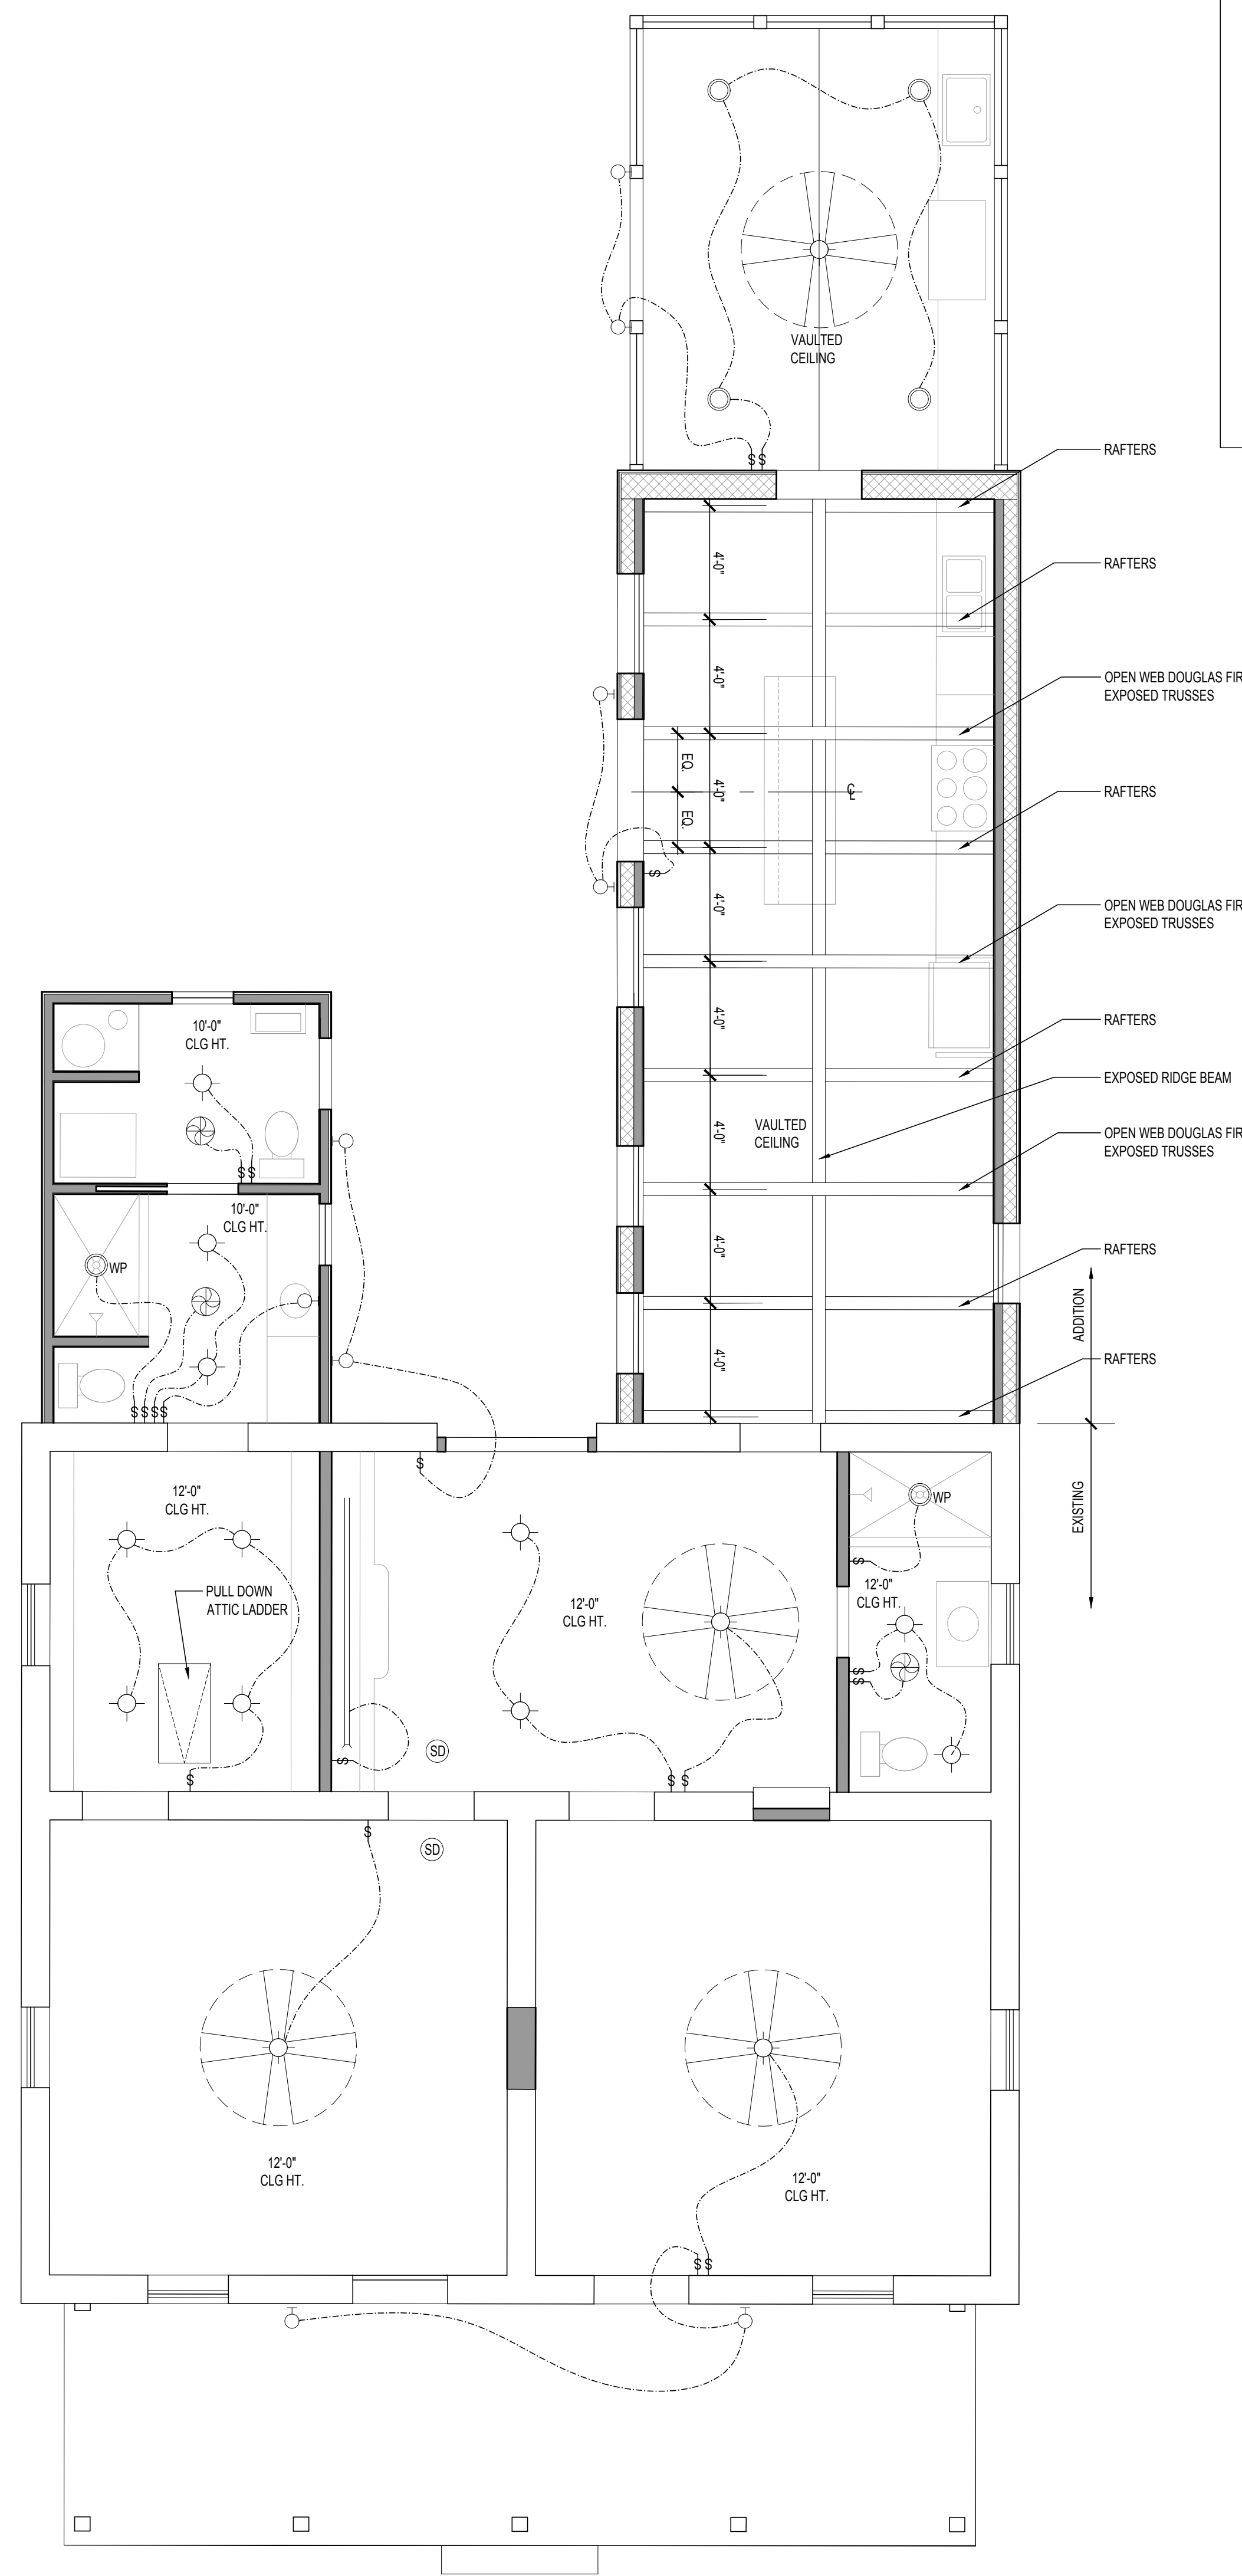 VAULTED
CEILING
RAFTERS
4'-0"
RAFTERS
4'-0"
OPEN WEB DOUGLAS FIR
EXPOSED TRUSSES
EQ.
4'-0"
℄
RAFTERS
EQ.
4'-0"
OPEN WEB DOUGLAS FIR
EXPOSED TRUSSES
4'-0"
RAFTERS
EXPOSED RIDGE BEAM
VAULTED
CEILING
4'-0"
OPEN WEB DOUGLAS FIR
EXPOSED TRUSSES
4'-0"
RAFTERS
4'-0"
RAFTERS
ADDITION
EXISTING
S S
S
10'-0"
CLG HT.
S S
10'-0"
CLG HT.
WP
S S S S
12'-0"
CLG HT.
PULL DOWN
ATTIC LADDER
S
S
12'-0"
CLG HT.
S
SD
S S
WP
S
12'-0"
CLG HT.
S
S
S
SD
12'-0"
CLG HT.
12'-0"
CLG HT.
S S